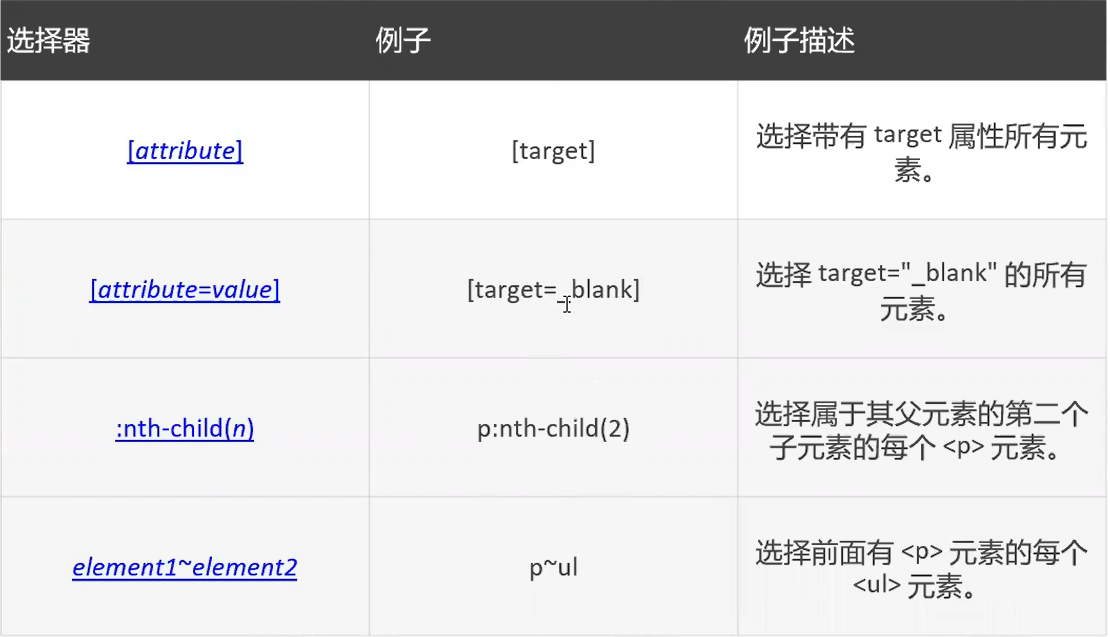 选择器 例子 例子描述
[attribute] [target] 选择带有 target 属性所有元
素。
[attribute=value] [target=_blank] 选择 target="_blank" 的所有
元素。
:nth-child(n) p:nth-child(2) 选择属于其父元素的第二个
子元素的每个 <p> 元素。
element1~element2 p~ul 选择前面有 <p> 元素的每个
<ul> 元素。